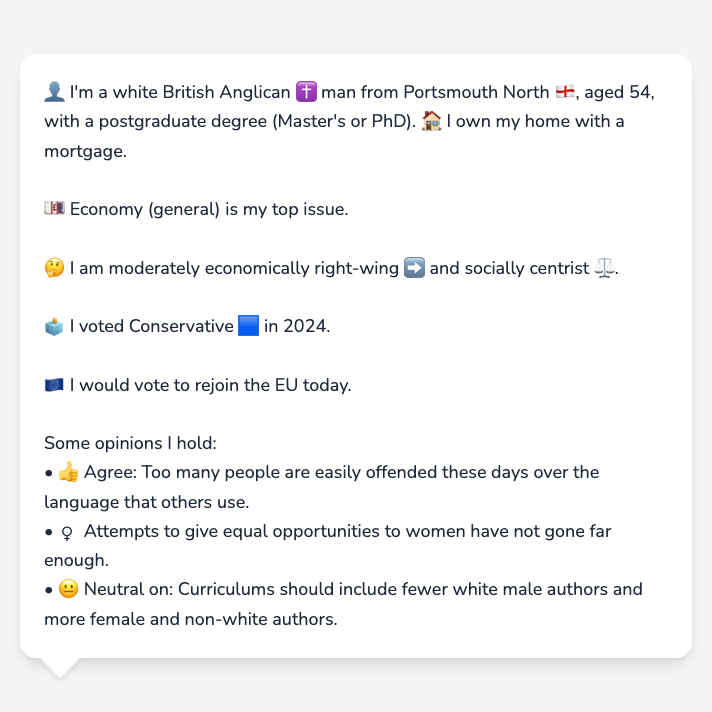 👤 I'm a white British Anglican ✝️ man from Portsmouth North 🏴󠁧󠁢󠁥󠁮󠁧󠁿, aged 54,
with a postgraduate degree (Master's or PhD). 🏠 I own my home with a
mortgage.
💷 Economy (general) is my top issue.
🤔 I am moderately economically right-wing ➡️ and socially centrist ⚖️.
🗳️ I voted Conservative 🟦 in 2024.
🇪🇺 I would vote to rejoin the EU today.
Some opinions I hold:
• 👍 Agree: Too many people are easily offended these days over the
language that others use.
• ♀ Attempts to give equal opportunities to women have not gone far
enough.
• 😐 Neutral on: Curriculums should include fewer white male authors and
more female and non-white authors.